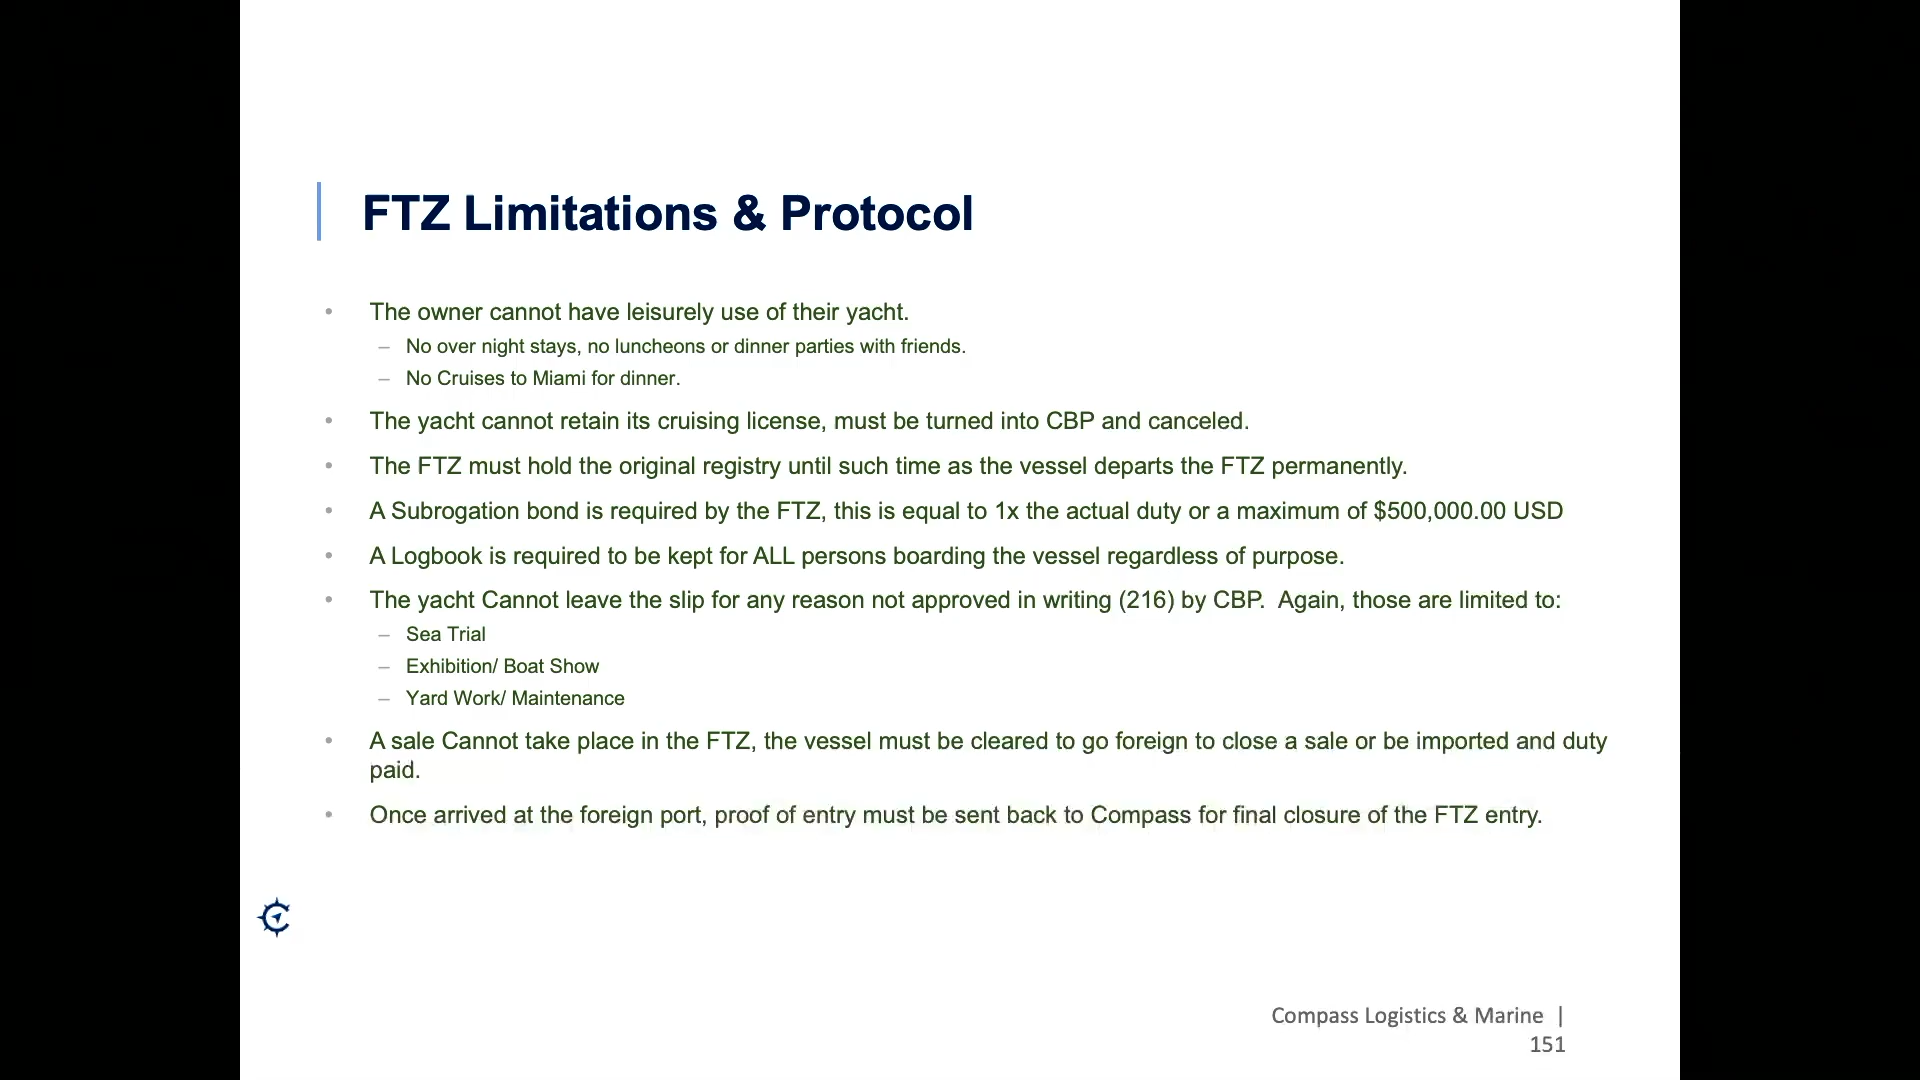 FTZ Limitations & Protocol
• The owner cannot have leisurely use of their yacht.
– No over night stays, no luncheons or dinner parties with friends.
– No Cruises to Miami for dinner.
• The yacht cannot retain its cruising license, must be turned into CBP and canceled.
• The FTZ must hold the original registry until such time as the vessel departs the FTZ permanently.
• A Subrogation bond is required by the FTZ, this is equal to 1x the actual duty or a maximum of $500,000.00 USD
• A Logbook is required to be kept for ALL persons boarding the vessel regardless of purpose.
• The yacht Cannot leave the slip for any reason not approved in writing (216) by CBP.  Again, those are limited to:
– Sea Trial
– Exhibition/ Boat Show
– Yard Work/ Maintenance
• A sale Cannot take place in the FTZ, the vessel must be cleared to go foreign to close a sale or be imported and duty
paid.
• Once arrived at the foreign port, proof of entry must be sent back to Compass for final closure of the FTZ entry.
Compass Logistics & Marine |
151